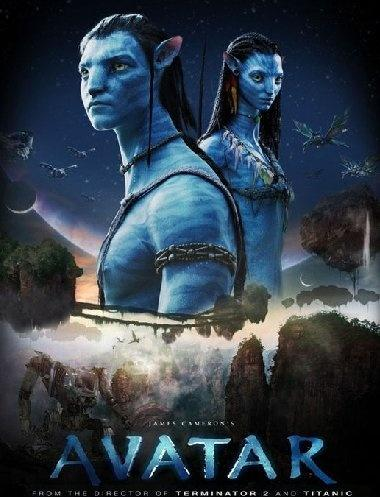 JAMES CAMERON'S
AVATAR
FROM THE DIRECTOR OF TERMINATOR 2 AND TITANIC